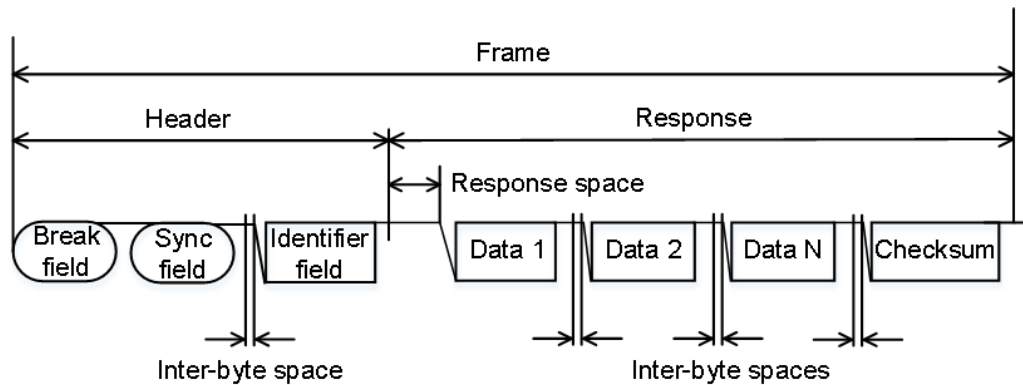 Frame
Header
Response
Response space
Break
field
Sync
field
Identifier
field
Data 1
Data 2
Data N
Checksum
Inter-byte space
Inter-byte spaces